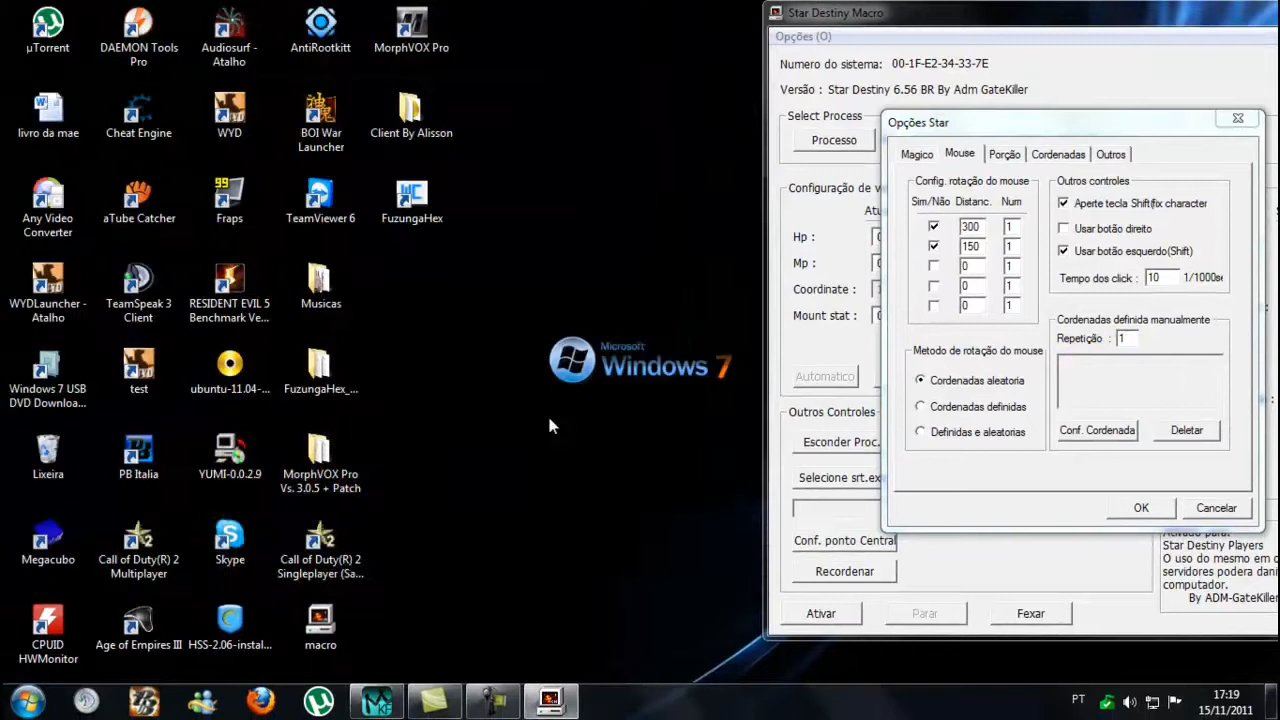 µTorrent
DAEMON Tools
Pro
Audiosurf -
Atalho
AntiRootkitt
MorphVOX Pro
livro da mae
Cheat Engine
WYD
BOI War
Launcher
Client By Alisson
Any Video
Converter
aTube Catcher
99
Fraps
TeamViewer 6
FuzungaHex
WYDLauncher -
Atalho
TeamSpeak 3
Client
RESIDENT EVIL 5
Benchmark Ve...
Musicas
Windows 7 USB
DVD Downloa...
test
ubuntu-11.04-...
FuzungaHex_...
Lixeira
PB Italia
YUMI-0.0.2.9
MorphVOX Pro
Vs. 3.0.5 + Patch
Megacubo
Call of Duty(R) 2
Multiplayer
Skype
Call of Duty(R) 2
Singleplayer (Sa...
CPUID
HWMonitor
Age of Empires III
HSS-2.06-instal...
macro
Microsoft
Windows 7
Star Destiny Macro
Opções (O)
Numero do sistema: 00-1F-E2-34-33-7E
Versão : Star Destiny 6.56 BR By Adm GateKiller
Select Process
Processo
Configuração de v
Atu
Hp :
Mp :
Coordinate :
Mount stat :
Automatico
Outros Controles
Esconder Proc.
Selecione srt.ex
Conf. ponto Central
Recordenar
Ativar
Parar
Fexar
Opções Star
Magico
Mouse
Porção
Cordenadas
Outros
Config. rotação do mouse
Sim/Não Distanc. Num
300 1
150 1
0 1
0 1
0 1
Metodo de rotação do mouse
Cordenadas aleatoria
Cordenadas definidas
Definidas e aleatorias
Outros controles
Aperte tecla Shift(fix character
Usar botão direito
Usar botão esquerdo(Shift)
Tempo dos click : 10 1/1000se
Cordenadas definida manualmente
Repetição : 1
Conf. Cordenada
Deletar
OK
Cancelar
Star Destiny Players
O uso do mesmo em c
servidores podera dani
computador.
By ADM-GateKiller
PT
17:19
15/11/2011